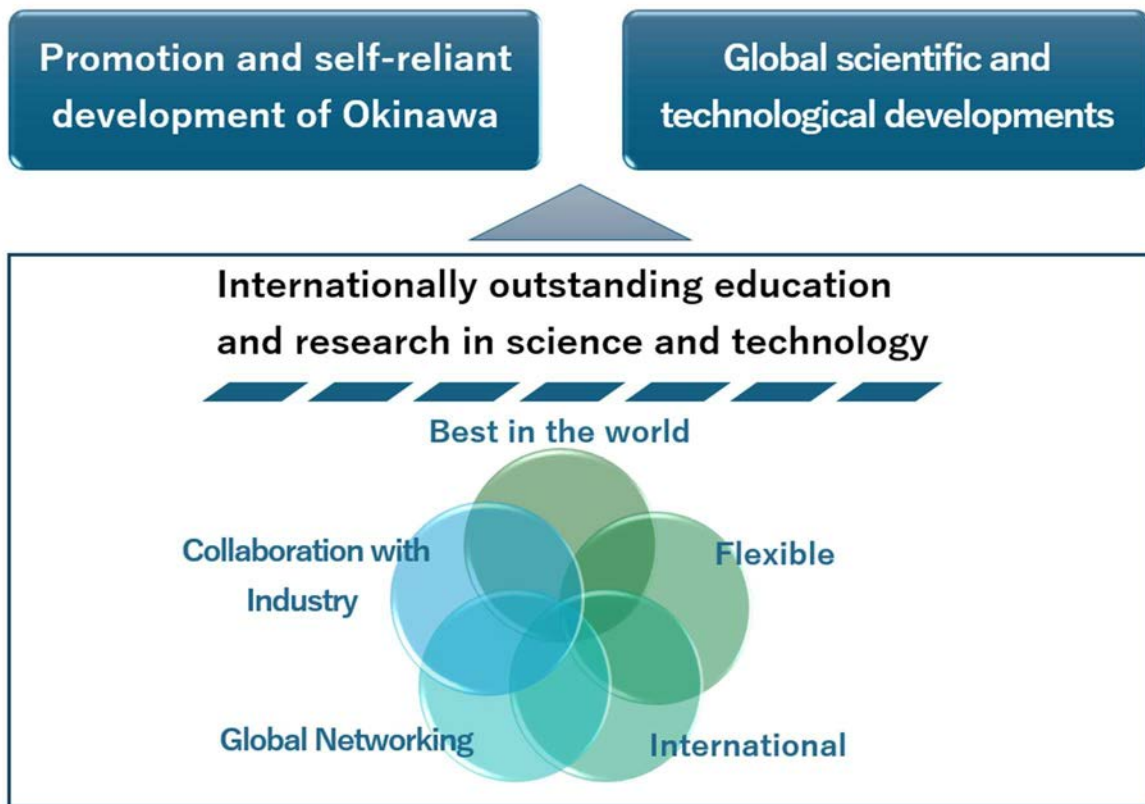 Promotion and self-reliant
development of Okinawa
Global scientific and
technological developments
Internationally outstanding education
and research in science and technology
Best in the world
Collaboration with
Industry
Flexible
Global Networking
International